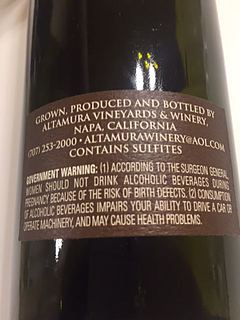 GROWN, PRODUCED AND BOTTLED BY
ALTAMURA VINEYARDS & WINERY,
NAPA, CALIFORNIA
(707) 253-2000 • ALTAMURAWINERY@AOL.COM
CONTAINS SULFITES
GOVERNMENT WARNING: (1) ACCORDING TO THE SURGEON GENERAL,
WOMEN SHOULD NOT DRINK ALCOHOLIC BEVERAGES DURING
PREGNANCY BECAUSE OF THE RISK OF BIRTH DEFECTS. (2) CONSUMPTION
OF ALCOHOLIC BEVERAGES IMPAIRS YOUR ABILITY TO DRIVE A CAR OR
OPERATE MACHINERY, AND MAY CAUSE HEALTH PROBLEMS.